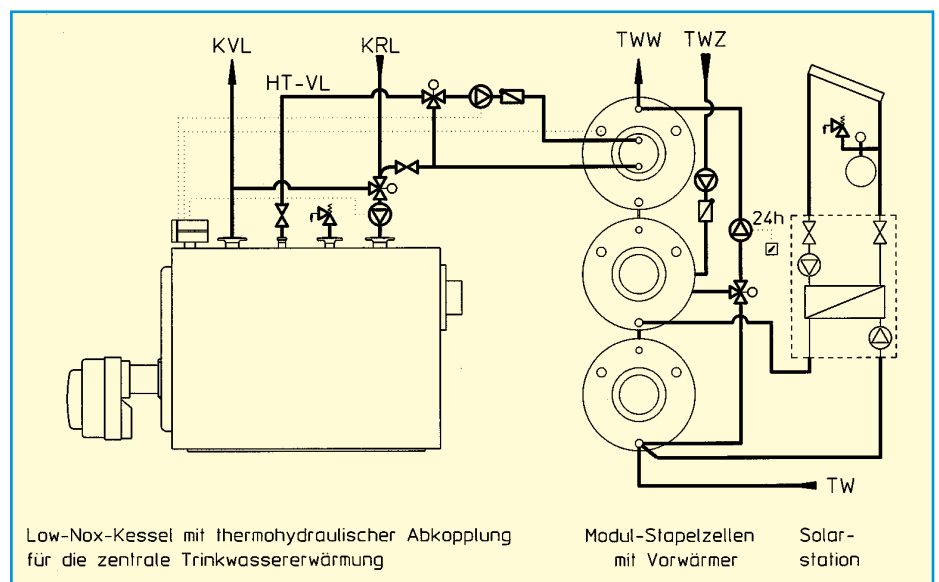 KVL
KRL
TWW
TWZ
HT-VL
24h
TW
Low-Nox-Kessel mit thermohydraulischer Abkopplung
für die zentrale Trinkwassererwärmung
Modul-Stapelzellen
mit Vorwärmer
Solar-
station